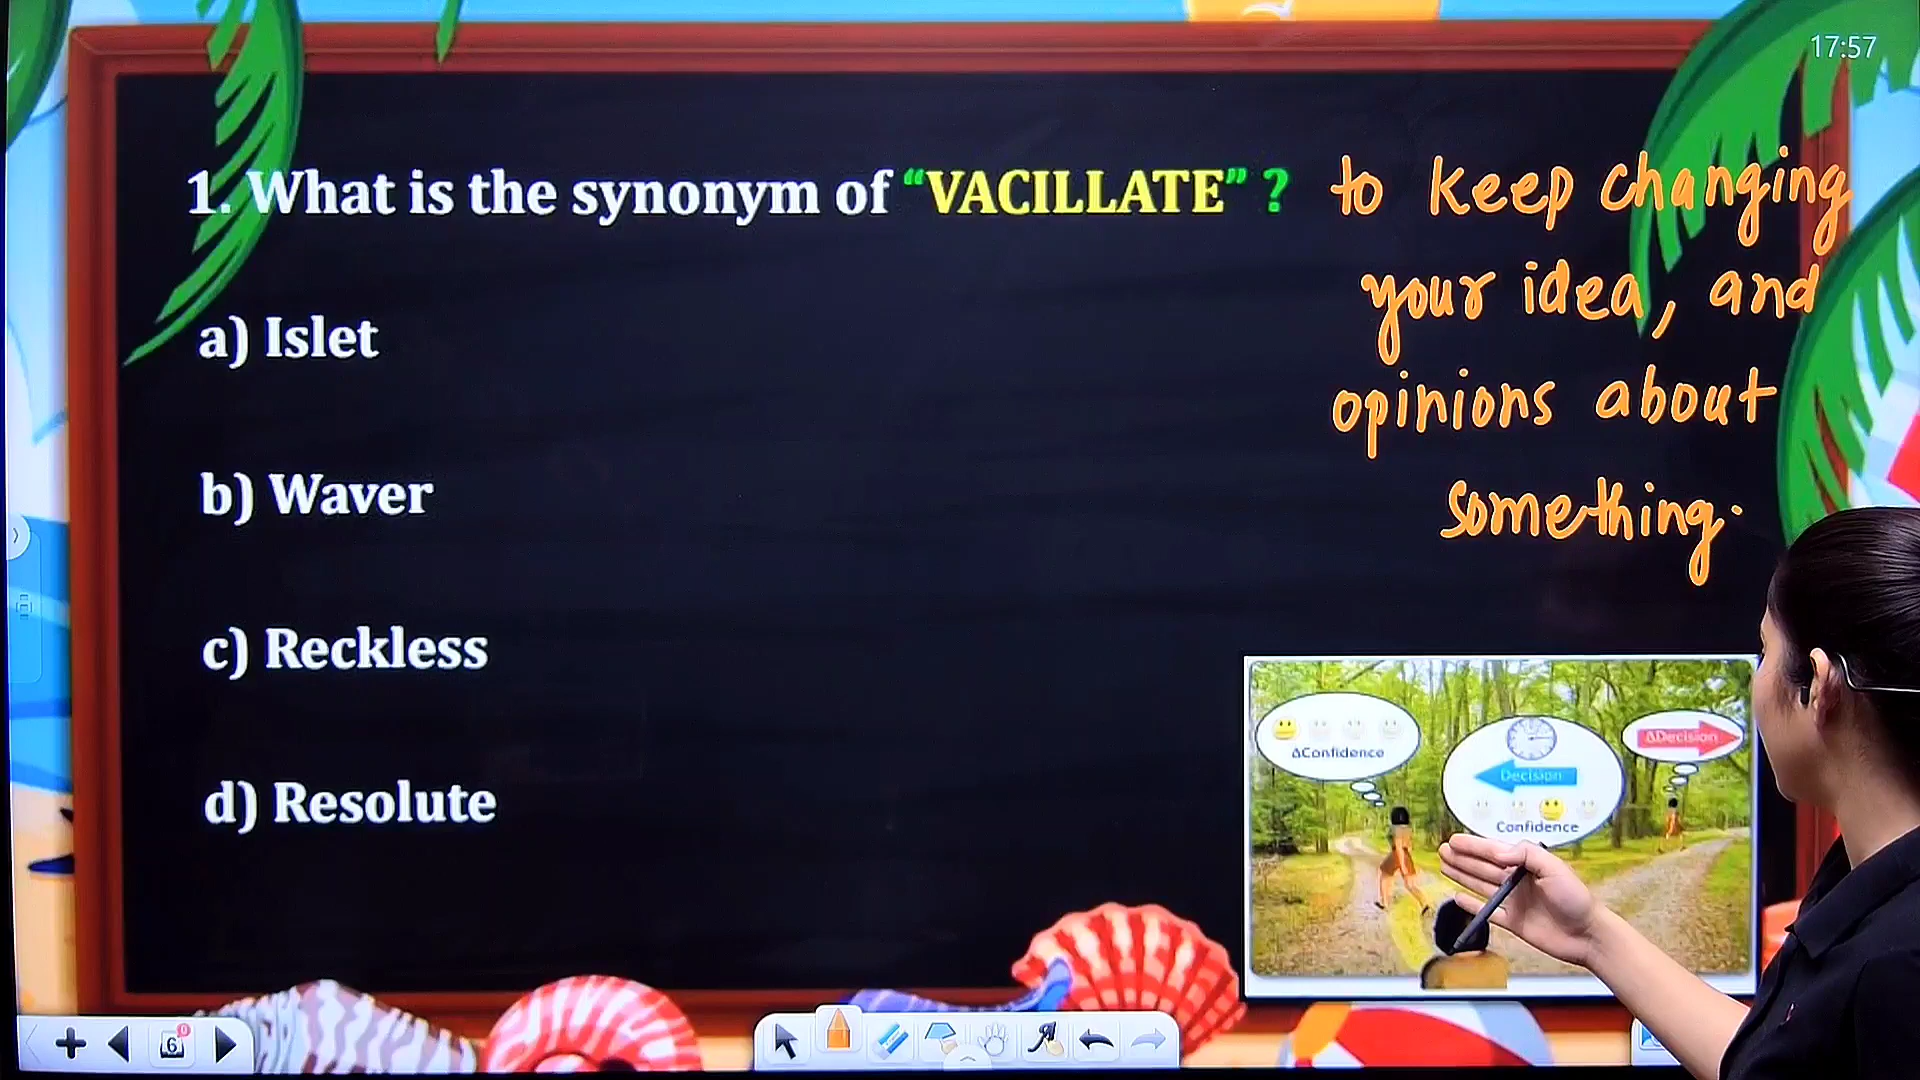 17:57
1. What is the synonym of “VACILLATE” ?
to keep changing
your idea, and
opinions about
something.
a) Islet
b) Waver
c) Reckless
d) Resolute
ΔConfidence
Decision
Confidence
ΔDecision
6
0